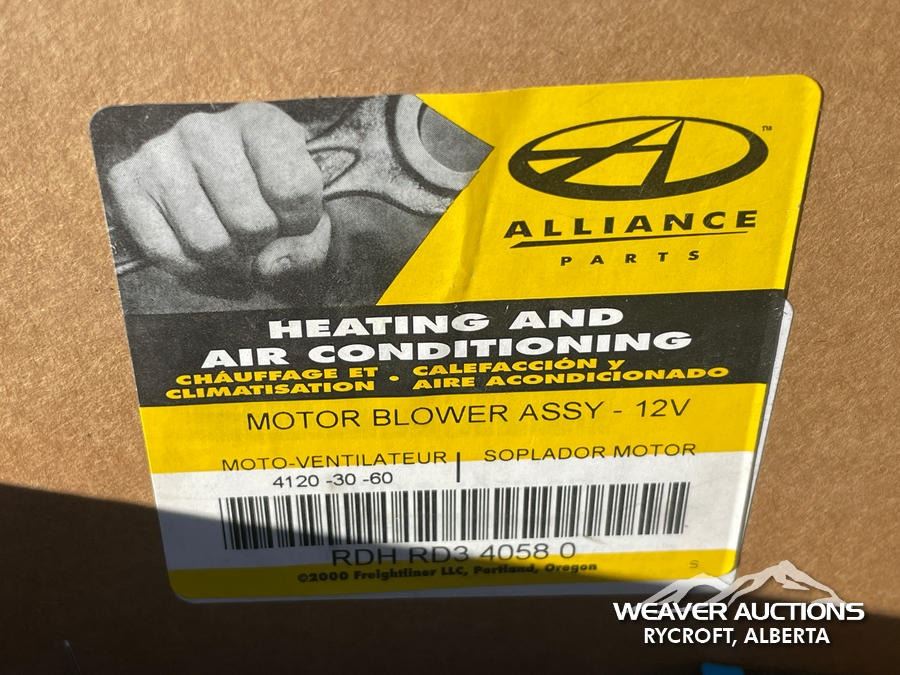 ALLIANCE™
PARTS
HEATING AND
AIR CONDITIONING
CHAUFFAGE ET • CALEFACCIÓN y
CLIMATISATION AIRE ACONDICIONADO
MOTOR BLOWER ASSY - 12V
MOTO-VENTILATEUR | SOPLADOR MOTOR
4120 -30 -60
RDH RD3 4058 0
©2000 Freightliner LLC, Portland, Oregon
S
WEAVER AUCTIONS
RYCROFT, ALBERTA